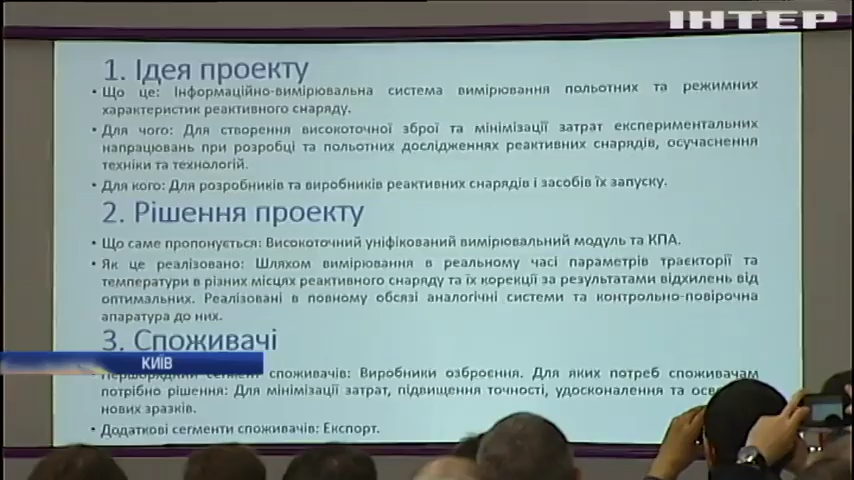 ІНТЕР
1. Ідея проекту
• Що це: Інформаційно-вимірювальна система вимірювання польотних та режимних
характеристик реактивного снаряду.
• Для чого: Для створення високоточної зброї та мінімізації затрат експериментальних
напрацювань при розробці та польотних дослідженнях реактивних снарядів, осучаснення
техніки та технологій.
• Для кого: Для розробників та виробників реактивних снарядів і засобів їх запуску.
2. Рішення проекту
• Що саме пропонується: Високоточний уніфікований вимірювальний модуль та КПА.
• Як це реалізовано: Шляхом вимірювання в реальному часі параметрів траєкторії та
температури в різних місцях реактивного снаряду та їх корекції за результатами відхилень від
оптимальних. Реалізовані в повному обсязі аналогічні системи та контрольно-повірочна
апаратура до них.
3. Споживачі
КИЇВ
споживачів: Виробники озброєння. Для яких потреб споживачам
потрібно рішення: Для мінімізації затрат, підвищення точності, удосконалення та
нових зразків.
• Додаткові сегменти споживачів: Експорт.